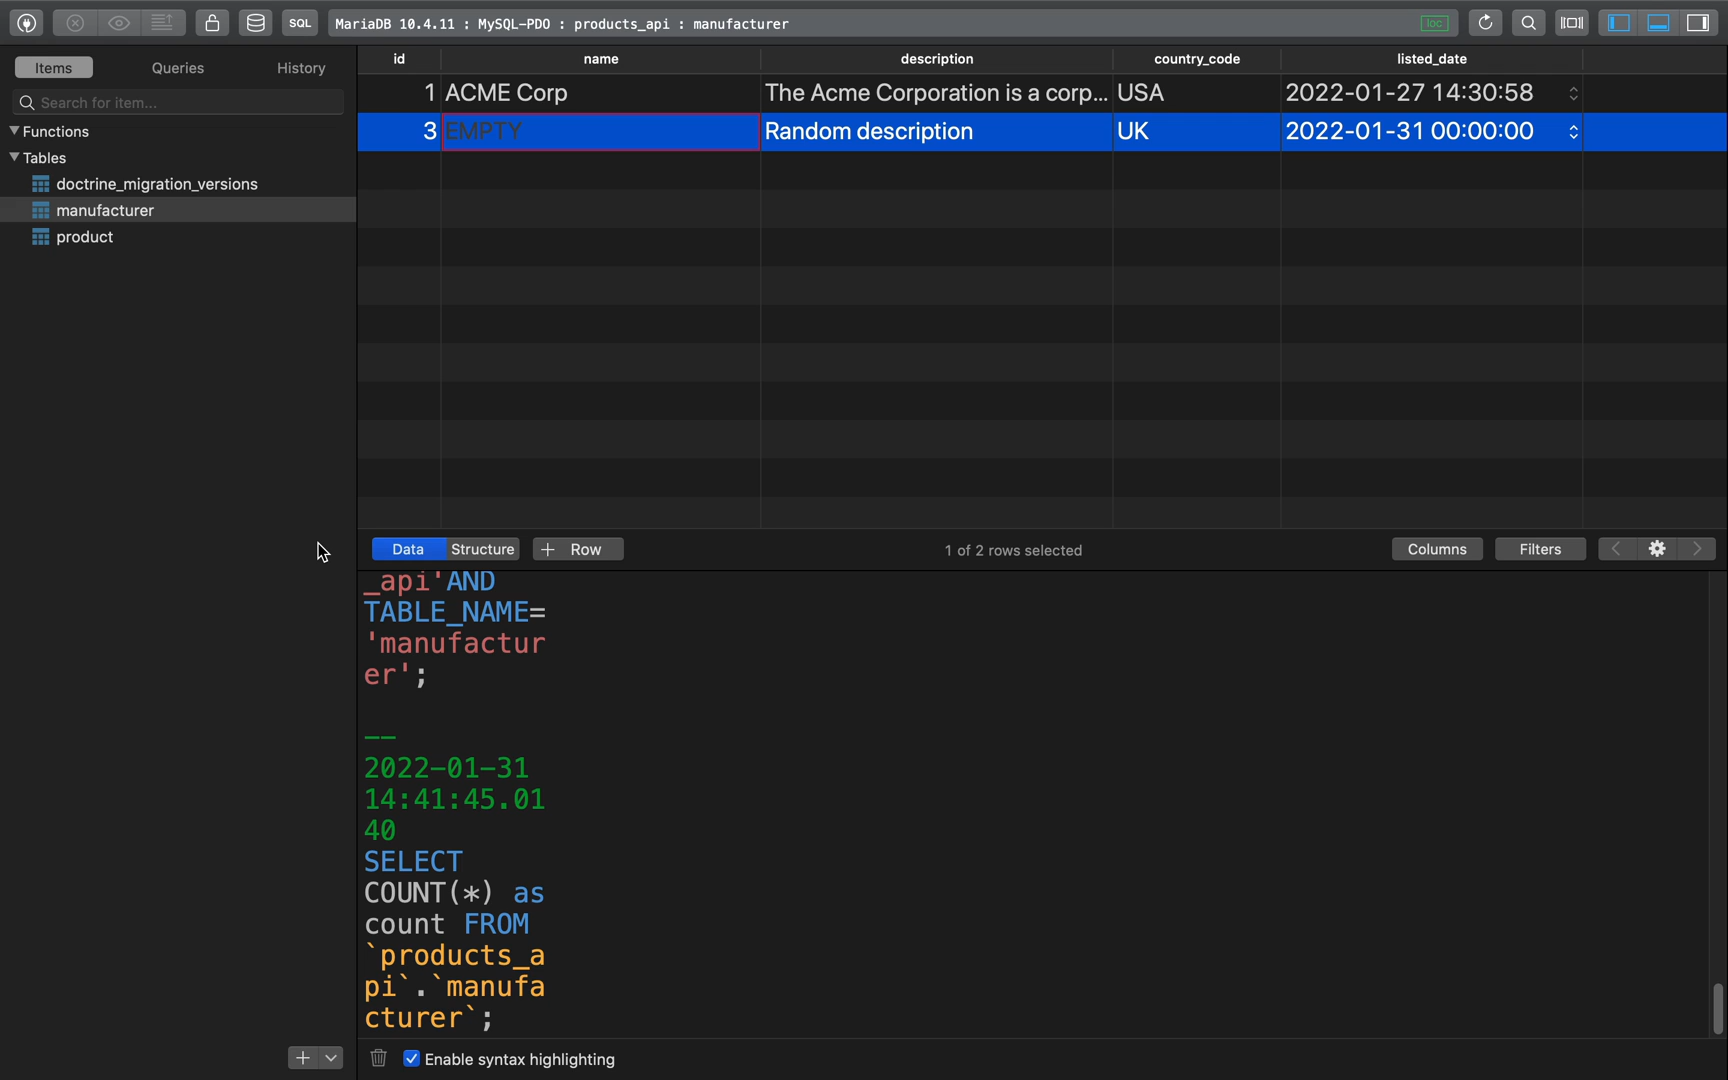 SQL
MariaDB 10.4.11 : MySQL-PDO : products_api : manufacturer
loc
Items Queries History
Search for item...
Functions
Tables
doctrine_migration_versions
manufacturer
product
id name description country_code listed_date
1 ACME Corp The Acme Corporation is a corp... USA 2022-01-27 14:30:58
3 EMPTY Random description UK 2022-01-31 00:00:00
Data Structure + Row 1 of 2 rows selected Columns Filters
_api'AND
TABLE_NAME=
'manufactur
er';
--
2022-01-31
14:41:45.01
40
SELECT
COUNT(*) as
count FROM
`products_a
pi`.`manufa
cturer`;
Enable syntax highlighting